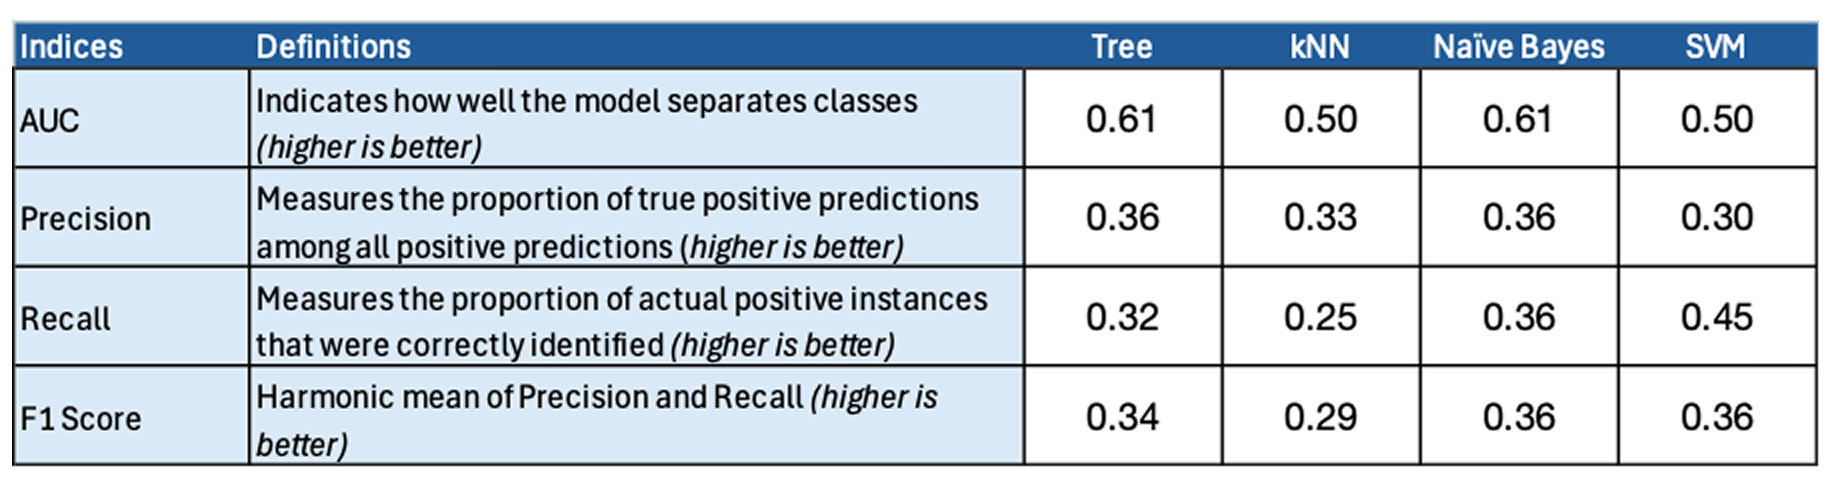 Indices Definitions Tree kNN Naïve Bayes SVM
AUC
Indicates how well the model separates classes
(higher is better)
0.61 0.50 0.61 0.50
Precision
Measures the proportion of true positive predictions
among all positive predictions (higher is better)
0.36 0.33 0.36 0.30
Recall
Measures the proportion of actual positive instances
that were correctly identified (higher is better)
0.32 0.25 0.36 0.45
F1 Score
Harmonic mean of Precision and Recall (higher is
better)
0.34 0.29 0.36 0.36